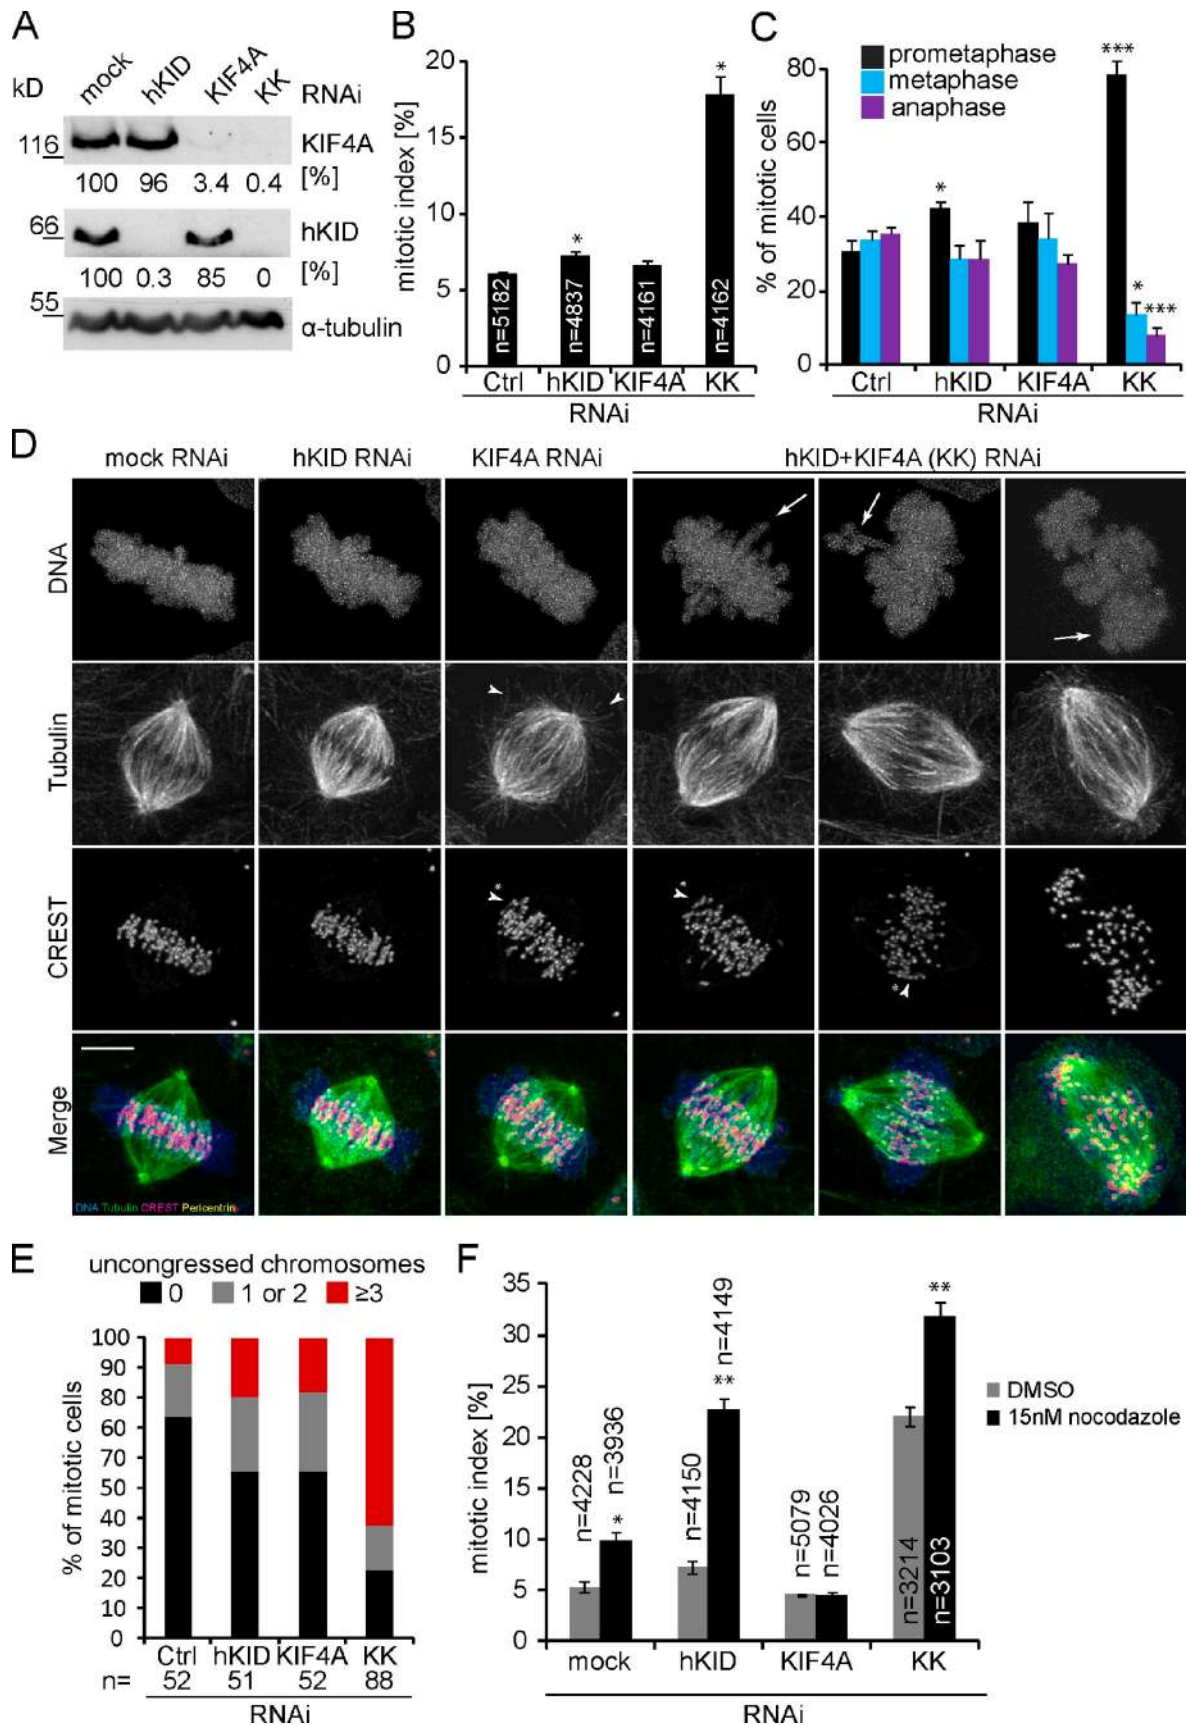 A
mock hKID KIF4A KK
kD RNAi
116 KIF4A
100 96 3.4 0.4 [%]
66 hKID
100 0.3 85 0 [%]
55 α-tubulin
B
mitotic index [%]
20
15
10
5
0
* *
n=5182 n=4837 n=4161 n=4162
Ctrl hKID KIF4A KK
RNAi
C
prometaphase
metaphase
anaphase
% of mitotic cells
80
60
40
20
0
* *** * ***
Ctrl hKID KIF4A KK
RNAi
D
mock RNAi hKID RNAi KIF4A RNAi hKID+KIF4A (KK) RNAi
DNA
Tubulin
CREST
* * *
Merge
DNA Tubulin CREST Pericentrin
E
uncongressed chromosomes
0 1 or 2 ≥3
% of mitotic cells
100
90
80
60
70
50
40
30
20
10
0
Ctrl hKID KIF4A KK
n= 52 51 52 88
RNAi
F
mitotic index [%]
35
30
25
20
15
10
5
0
n=4228 n=3936 n=4150 n=4149 n=5079 n=4026 n=3214 n=3103
* ** **
DMSO
15nM nocodazole
mock hKID KIF4A KK
RNAi